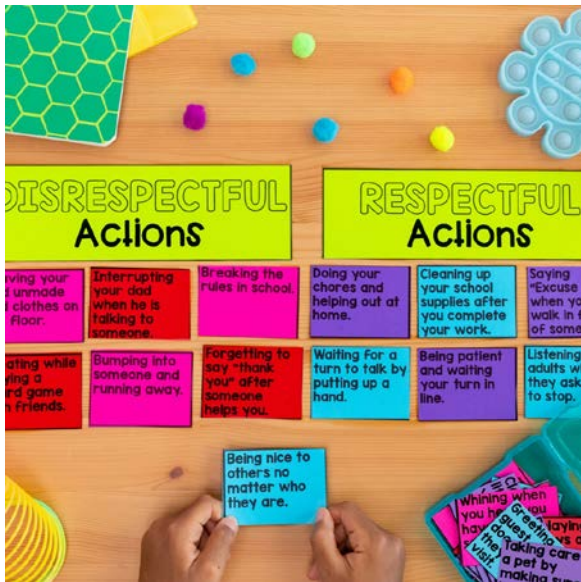 DISRESPECTFUL
Actions
RESPECTFUL
Actions
your
unmade
clothes on
floor.
Interrupting
your dad
when he is
talking to
someone.
Breaking the
rules in school.
Doing your
chores and
helping out at
home.
Cleaning up
your school
supplies after
you complete
your work.
Saying
"Excuse
when
walk in
of
while
a
game
friends.
Bumping into
someone and
running away.
Forgetting to
say "thank
you" after
someone
helps you.
Waiting for a
turn to talk by
putting up a
hand.
Being patient
and waiting
your turn in
line.
Listening
adults
they ask
to stop.
Being nice to
others no
matter who
they are.
Whining when
you
Greeting
visit.
Taking care
a pet by
making